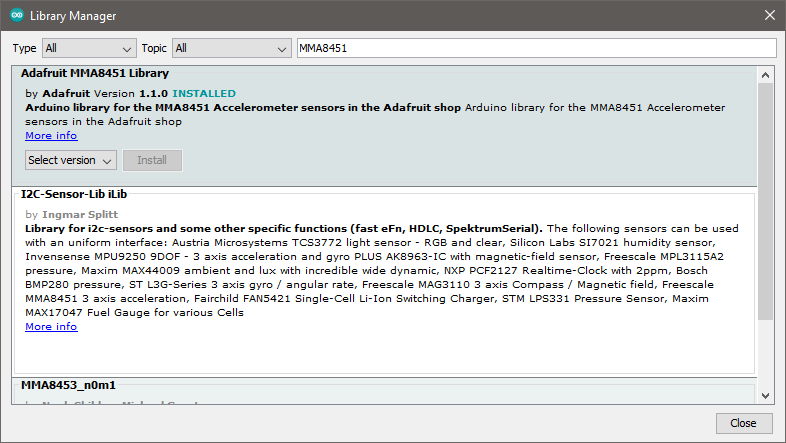 Library Manager
Type All Topic All MMA8451
Adafruit MMA8451 Library
by Adafruit Version 1.1.0 INSTALLED
Arduino library for the MMA8451 Accelerometer sensors in the Adafruit shop Arduino library for the MMA8451 Accelerometer
sensors in the Adafruit shop
More info
Select version Install
I2C-Sensor-Lib iLib
by Ingmar Splitt
Library for i2c-sensors and some other specific functions (fast eFn, HDLC, SpektrumSerial). The following sensors can be used
with an uniform interface: Austria Microsystems TCS3772 light sensor - RGB and clear, Silicon Labs SI7021 humidity sensor,
Invensense MPU9250 9DOF - 3 axis acceleration and gyro PLUS AK8963-IC with magnetic-field sensor, Freescale MPL3115A2
pressure, Maxim MAX44009 ambient and lux with incredible wide dynamic, NXP PCF2127 Realtime-Clock with 2ppm, Bosch
BMP280 pressure, ST L3G-Series 3 axis gyro / angular rate, Freescale MAG3110 3 axis Compass / Magnetic field, Freescale
MMA8451 3 axis acceleration, Fairchild FAN5421 Single-Cell Li-Ion Switching Charger, STM LPS331 Pressure Sensor, Maxim
MAX17047 Fuel Gauge for various Cells
More info
MMA8453_n0m1
Close